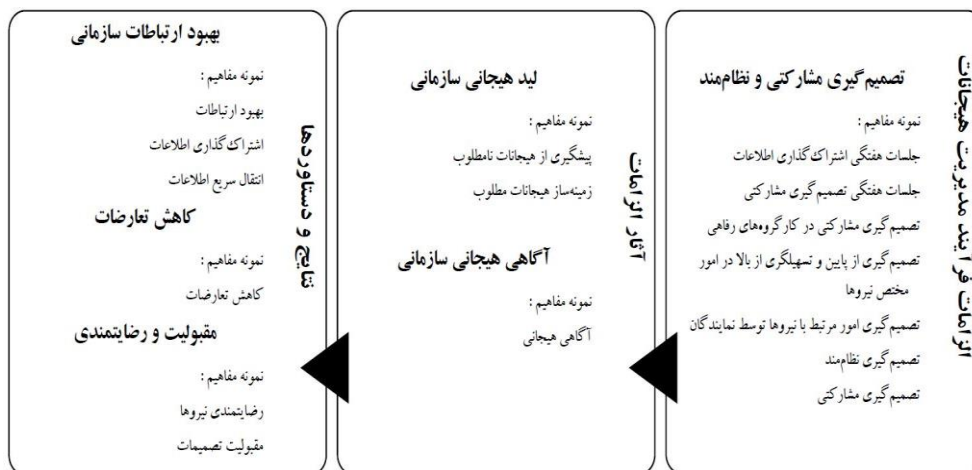 الزامات فرآیند مدیریت هیجانات
تصمیم‌گیری مشارکتی و نظام‌مند
نمونه مفاهیم :
جلسات هفتگی اشتراک‌گذاری اطلاعات
جلسات هفتگی تصمیم‌گیری مشارکتی
تصمیم‌گیری مشارکتی در کارگروه‌های رفاهی
تصمیم‌گیری از پایین و تسهیلگری از بالا در امور
مختص نیروها
تصمیم‌گیری امور مرتبط با نیروها توسط نمایندگان
تصمیم‌گیری نظام‌مند
تصمیم‌گیری مشارکتی
آثار الزامات
لید هیجانی سازمانی
نمونه مفاهیم :
پیشگیری از هیجانات نامطلوب
زمینه‌ساز هیجانات مطلوب
آگاهی هیجانی سازمانی
نمونه مفاهیم :
آگاهی هیجانی
نتایج و دستاوردها
بهبود ارتباطات سازمانی
نمونه مفاهیم :
بهبود ارتباطات
اشتراک‌گذاری اطلاعات
انتقال سریع اطلاعات
کاهش تعارضات
نمونه مفاهیم :
کاهش تعارضات
مقبولیت و رضایتمندی
نمونه مفاهیم :
رضایتمندی نیروها
مقبولیت تصمیمات